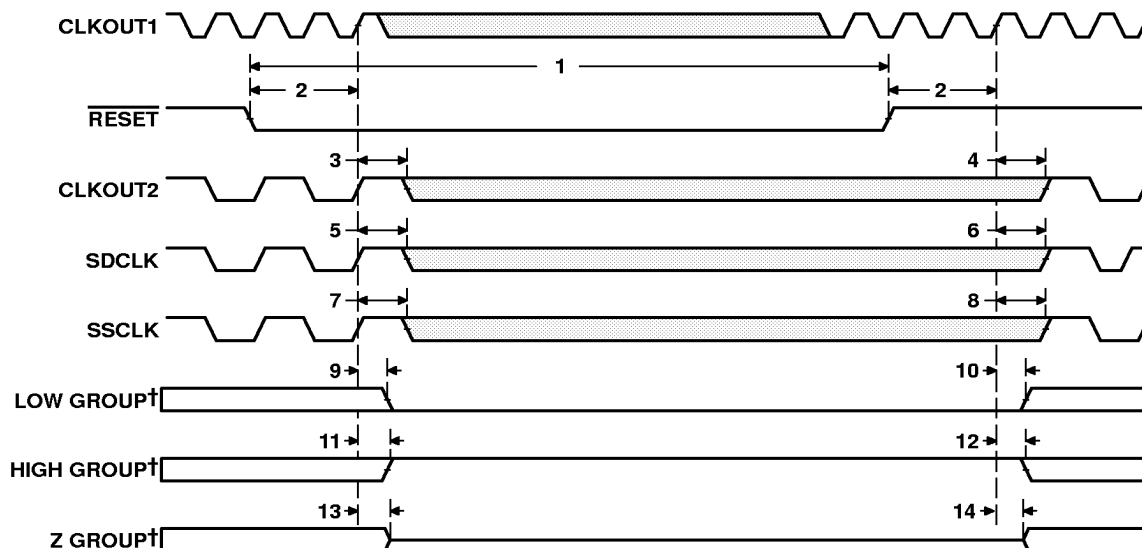 CLKOUT1
1
2 2
RESET
3 4
CLKOUT2
5 6
SDCLK
7 8
SSCLK
9 10
LOW GROUP†
11 12
HIGH GROUP†
13 14
Z GROUP†